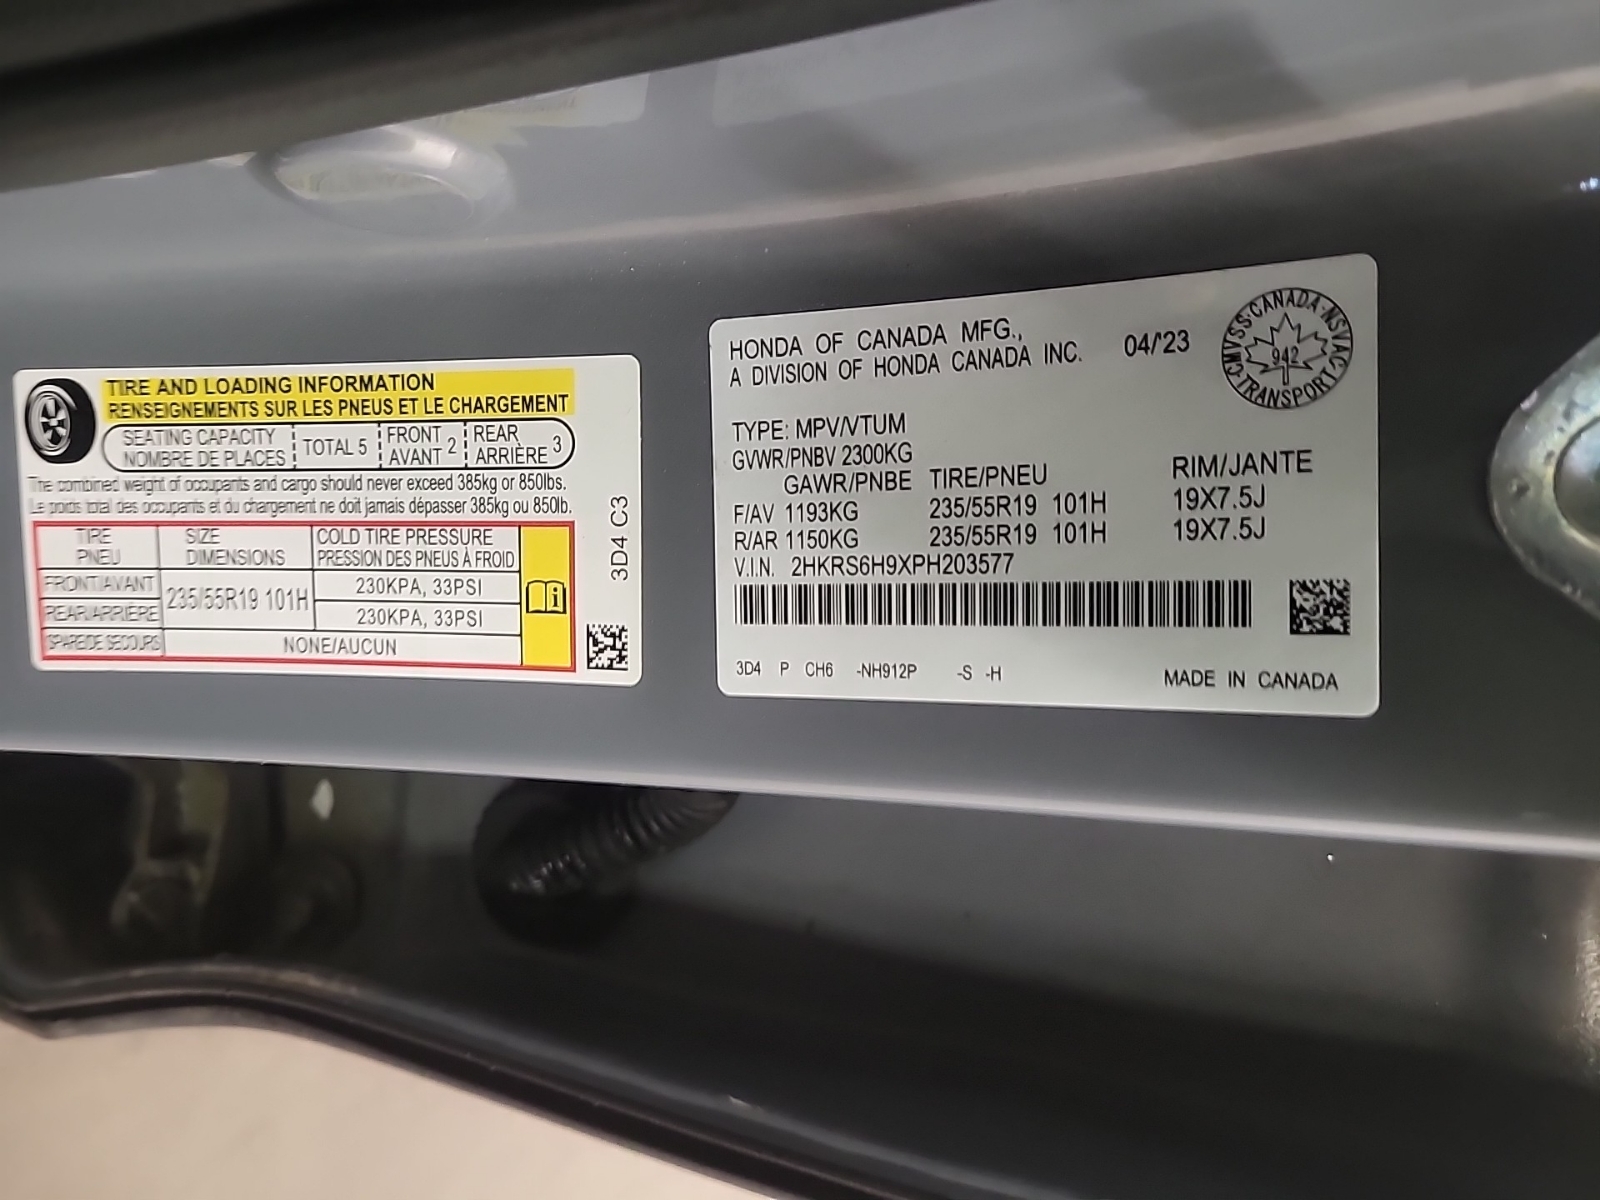 TIRE AND LOADING INFORMATION
RENSEIGNEMENTS SUR LES PNEUS ET LE CHARGEMENT
SEATING CAPACITY
NOMBRE DE PLACES
TOTAL 5
FRONT
AVANT 2
REAR
ARRIÈRE 3
The combined weight of occupants and cargo should never exceed 385kg or 850lbs.
Le poids total des occupants et du chargement ne doit jamais dépasser 385kg ou 850lb.
TIRE
PNEU
SIZE
DIMENSIONS
COLD TIRE PRESSURE
PRESSION DES PNEUS À FROID
FRONT/AVANT
235/55R19 101H
230KPA, 33PSI
REAR/ARRIÈRE
230KPA, 33PSI
SPARE/DE SECOURS
NONE/AUCUN
3D4 C3
HONDA OF CANADA MFG.,
A DIVISION OF HONDA CANADA INC.
04/'23
CMVSS·CANADA·NSVAC·TRANSPORT·
942
TYPE: MPV/VTUM
GVWR/PNBV 2300KG
GAWR/PNBE TIRE/PNEU RIM/JANTE
F/AV 1193KG 235/55R19 101H 19X7.5J
R/AR 1150KG 235/55R19 101H 19X7.5J
V.I.N. 2HKRS6H9XPH203577
3D4 P CH6 -NH912P -S -H
MADE IN CANADA